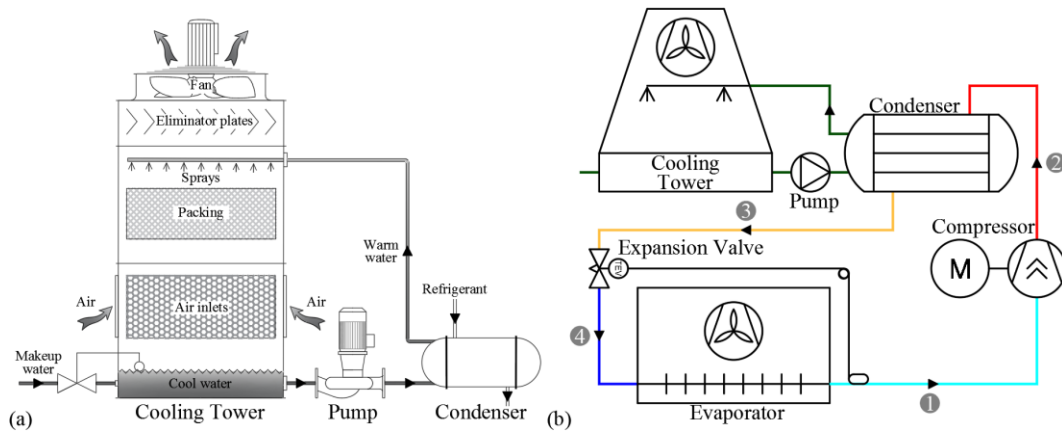 Fan
Eliminator plates
Sprays
Packing
Air
Air inlets
Air
Warm
water
Refrigerant
Makeup
water
Cool water
(a)
Cooling Tower
Pump
Condenser
(b)
Condenser
Cooling
Tower
Pump
2
3
Expansion Valve
TEV
Compressor
M
4
Evaporator
1